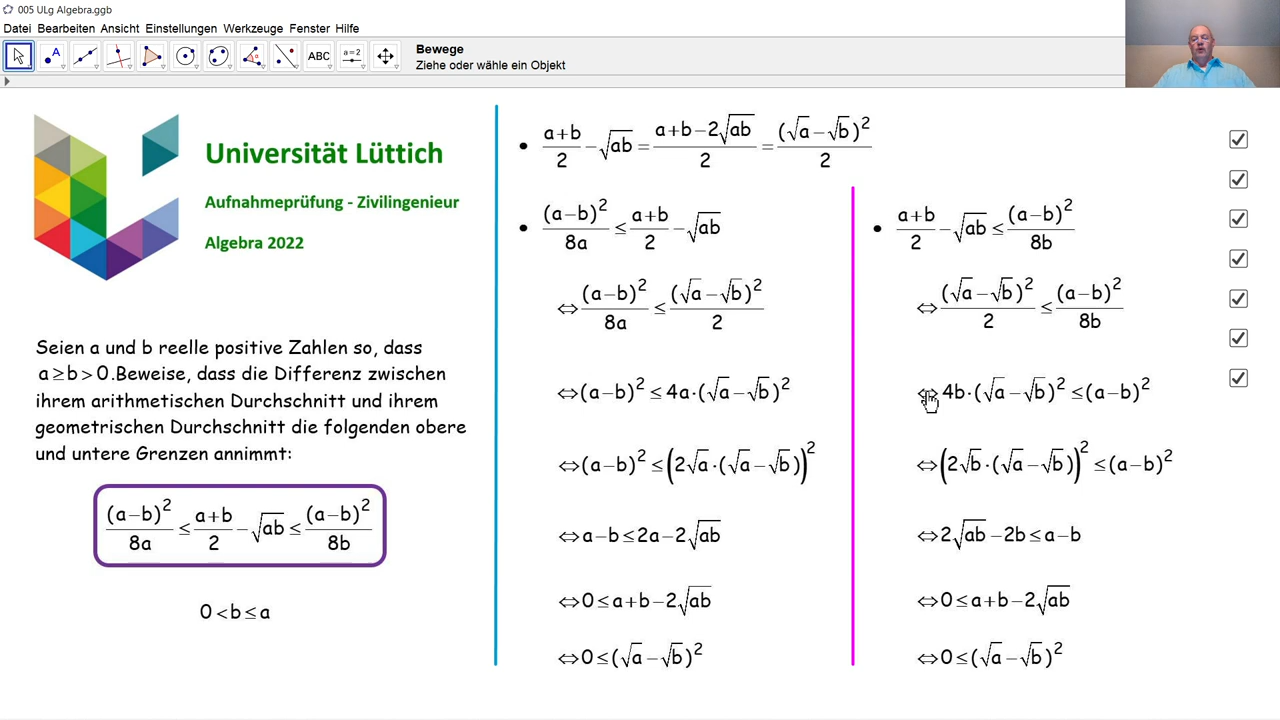 005 ULg Algebra.ggb
Datei Bearbeiten Ansicht Einstellungen Werkzeuge Fenster Hilfe
A
ABC
a=2
Bewege
Ziehe oder wähle ein Objekt
Universität Lüttich
Aufnahmeprüfung - Zivilingenieur
Algebra 2022
Seien a und b reelle positive Zahlen so, dass
a≥b>0.Beweise, dass die Differenz zwischen
ihrem arithmetischen Durchschnitt und ihrem
geometrischen Durchschnitt die folgenden obere
und untere Grenzen annimmt:
(a−b)²/8a ≤ (a+b)/2 − √ab ≤ (a−b)²/8b
0<b≤a
• (a+b)/2 − √ab = (a+b−2√ab)/2 = (√a−√b)²/2
• (a−b)²/8a ≤ (a+b)/2 − √ab
⇔ (a−b)²/8a ≤ (√a−√b)²/2
⇔ (a−b)² ≤ 4a·(√a−√b)²
⇔ (a−b)² ≤ (2√a·(√a−√b))²
⇔ a−b ≤ 2a−2√ab
⇔ 0 ≤ a+b−2√ab
⇔ 0 ≤ (√a−√b)²
• (a+b)/2 − √ab ≤ (a−b)²/8b
⇔ (√a−√b)²/2 ≤ (a−b)²/8b
⇔ 4b·(√a−√b)² ≤ (a−b)²
⇔ (2√b·(√a−√b))² ≤ (a−b)²
⇔ 2√ab−2b ≤ a−b
⇔ 0 ≤ a+b−2√ab
⇔ 0 ≤ (√a−√b)²